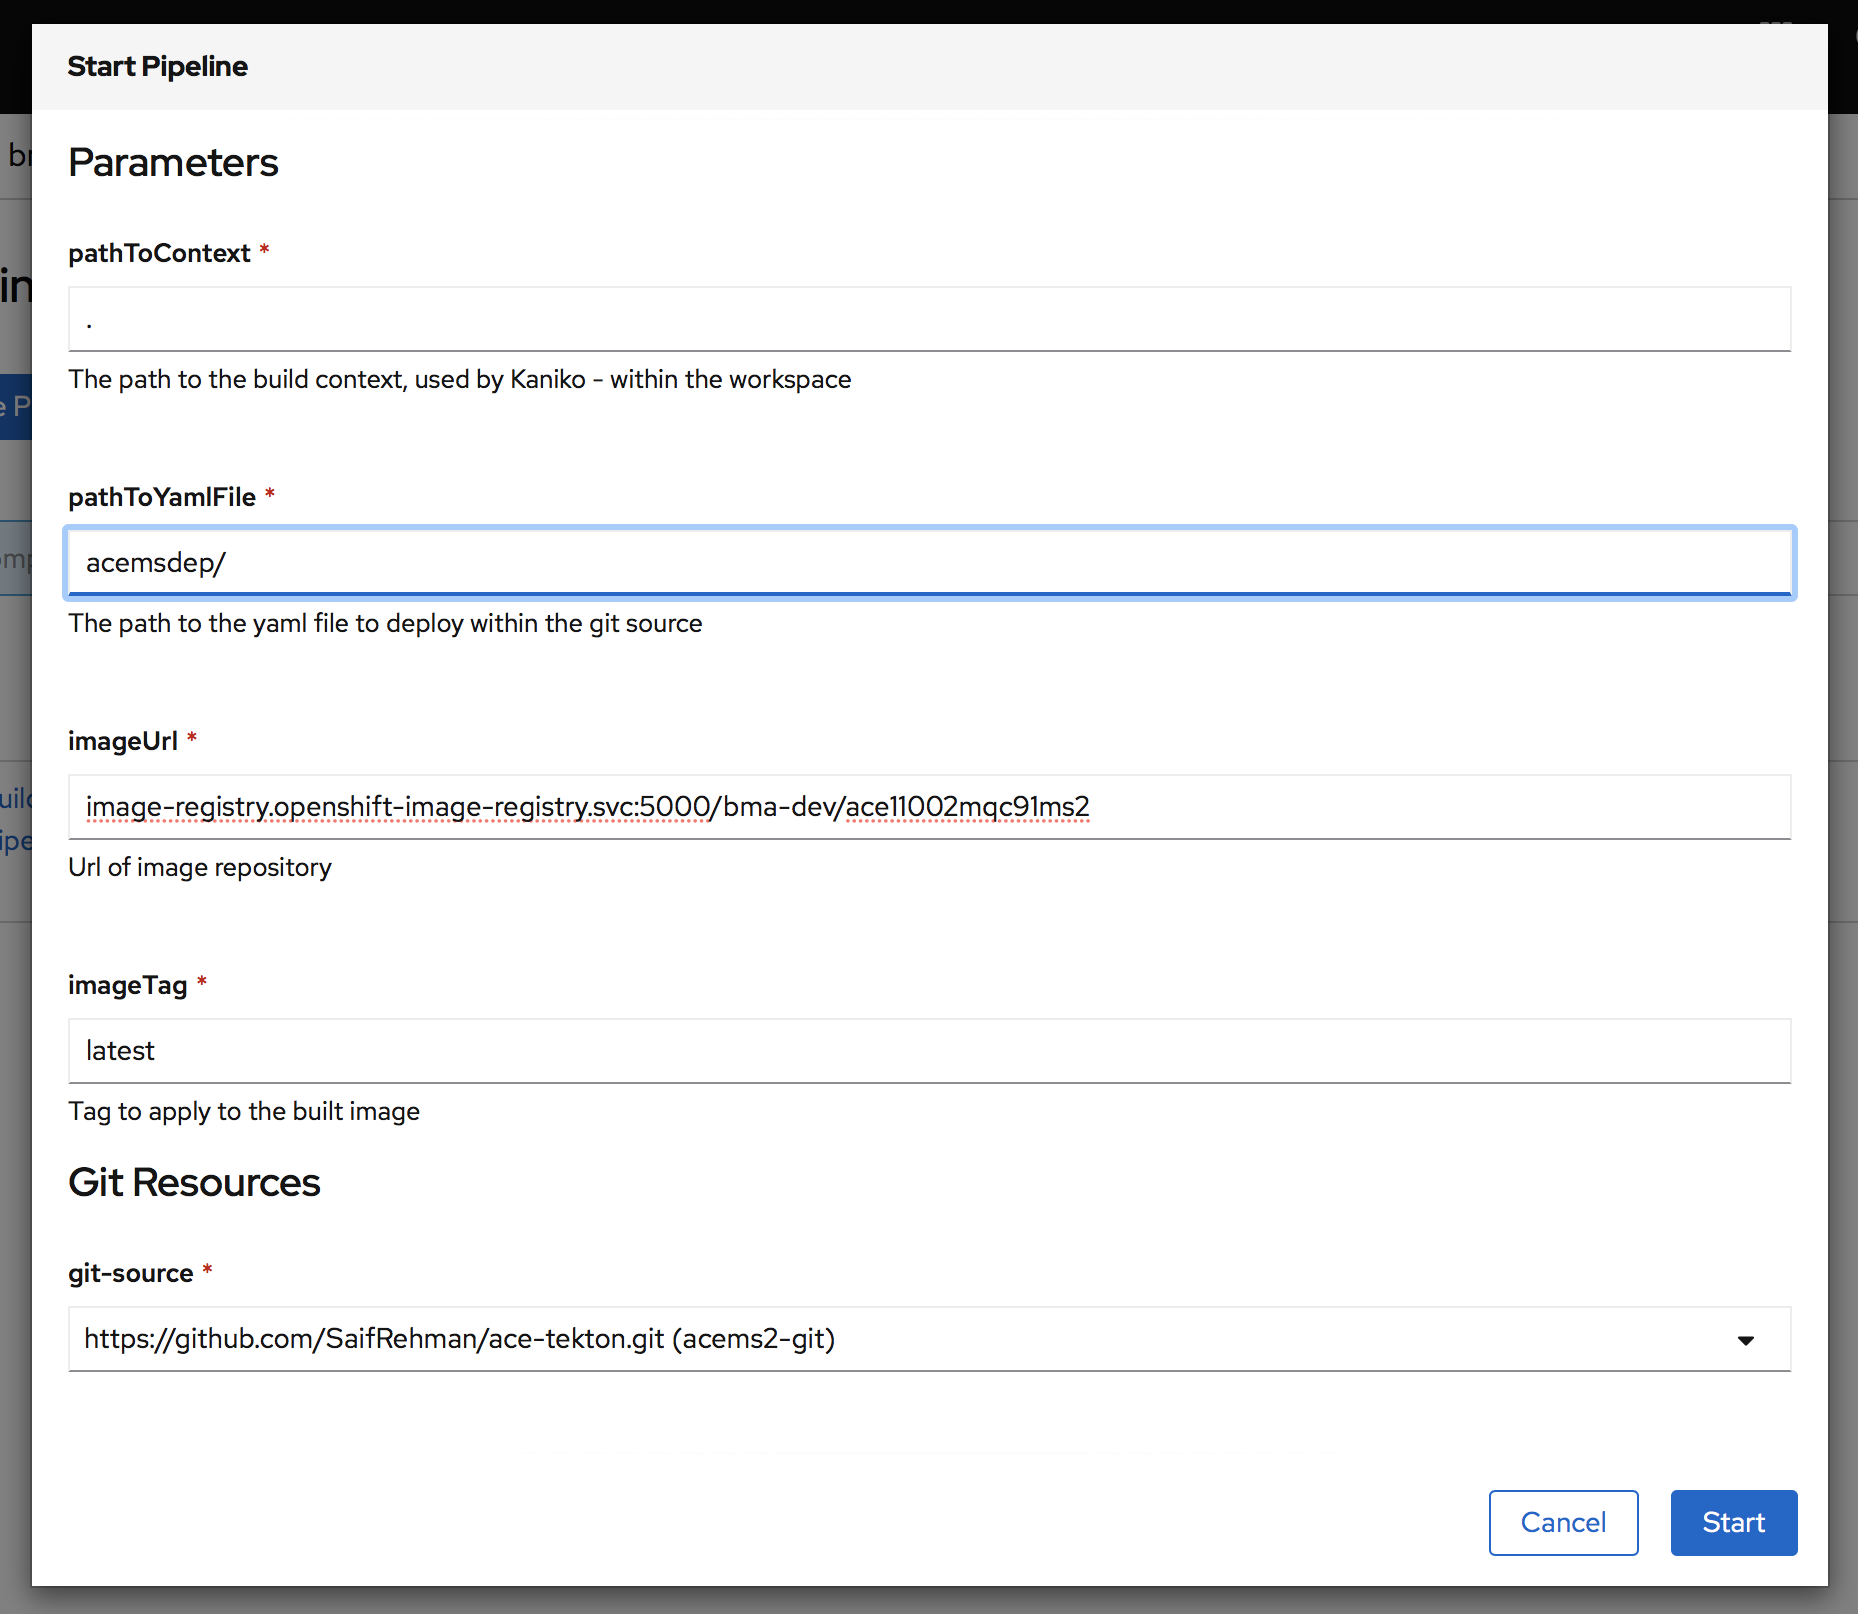 Start Pipeline
Parameters
pathToContext *
.
The path to the build context, used by Kaniko - within the workspace
pathToYamlFile *
acemsdep/
The path to the yaml file to deploy within the git source
imageUrl *
image-registry.openshift-image-registry.svc:5000/bma-dev/ace11002mqc91ms2
Url of image repository
imageTag *
latest
Tag to apply to the built image
Git Resources
git-source *
https://github.com/SaifRehman/ace-tekton.git (acems2-git)
Cancel
Start